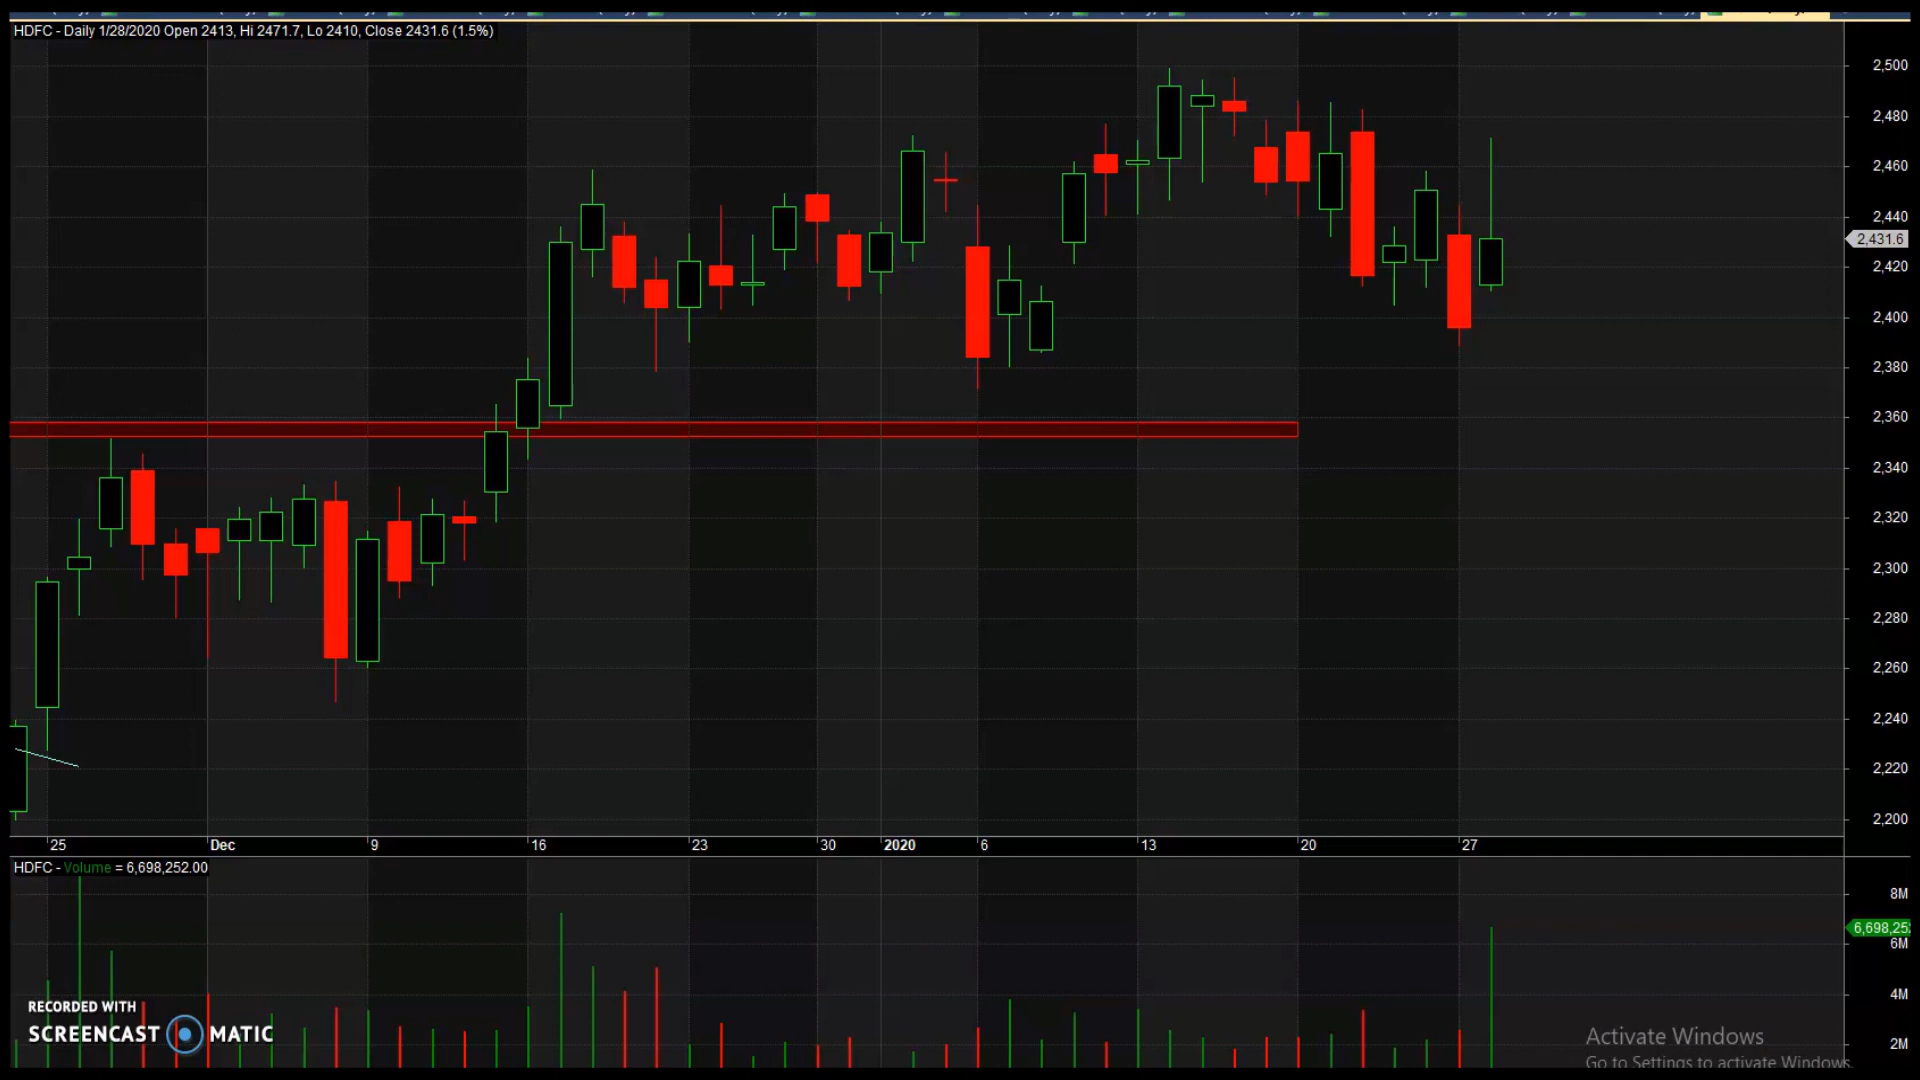 HDFC - Daily 1/28/2020 Open 2413, Hi 2471.7, Lo 2410, Close 2431.6 (1.5%)
2,500
2,480
2,460
2,440
2,431.6
2,420
2,400
2,380
2,360
2,340
2,320
2,300
2,280
2,260
2,240
2,220
2,200
25 Dec 9 16 23 30 2020 6 13 20 27
HDFC - Volume = 6,698,252.00
8M
6,698,252
6M
4M
2M
RECORDED WITH
SCREENCAST MATIC
Activate Windows
Go to Settings to activate Windows.